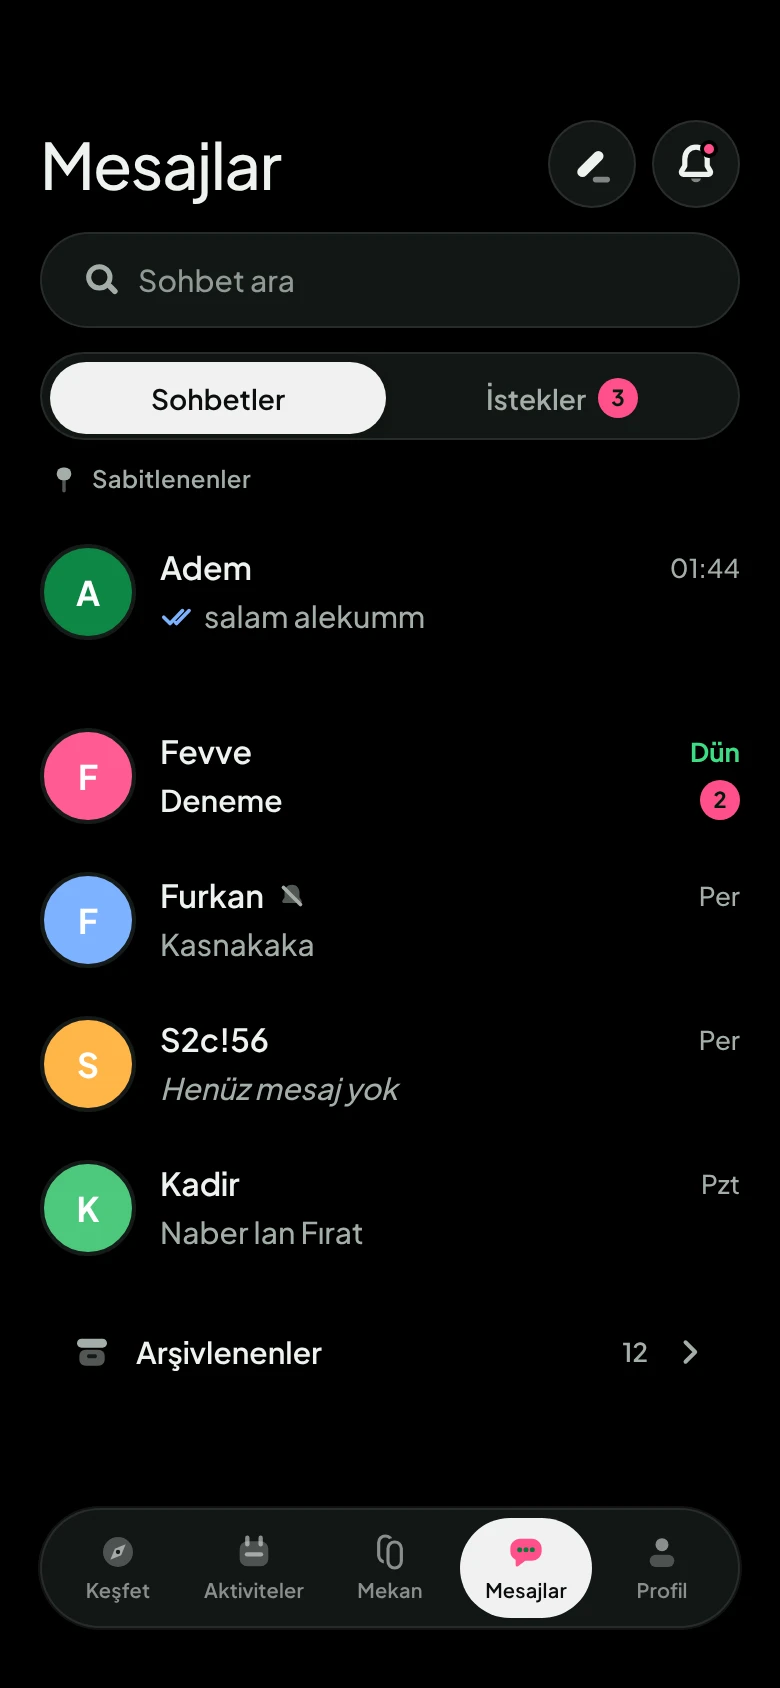 Mesajlar
Sohbet ara
Sohbetler
İstekler 3
Sabitlenenler
A
Adem 01:44
salam alekumm
F
Fevve Dün
Deneme 2
F
Furkan Per
Kasnakaka
S
S2c!56 Per
Henüz mesaj yok
K
Kadir Pzt
Naber lan Fırat
Arşivlenenler 12
Keşfet Aktiviteler Mekan Mesajlar Profil